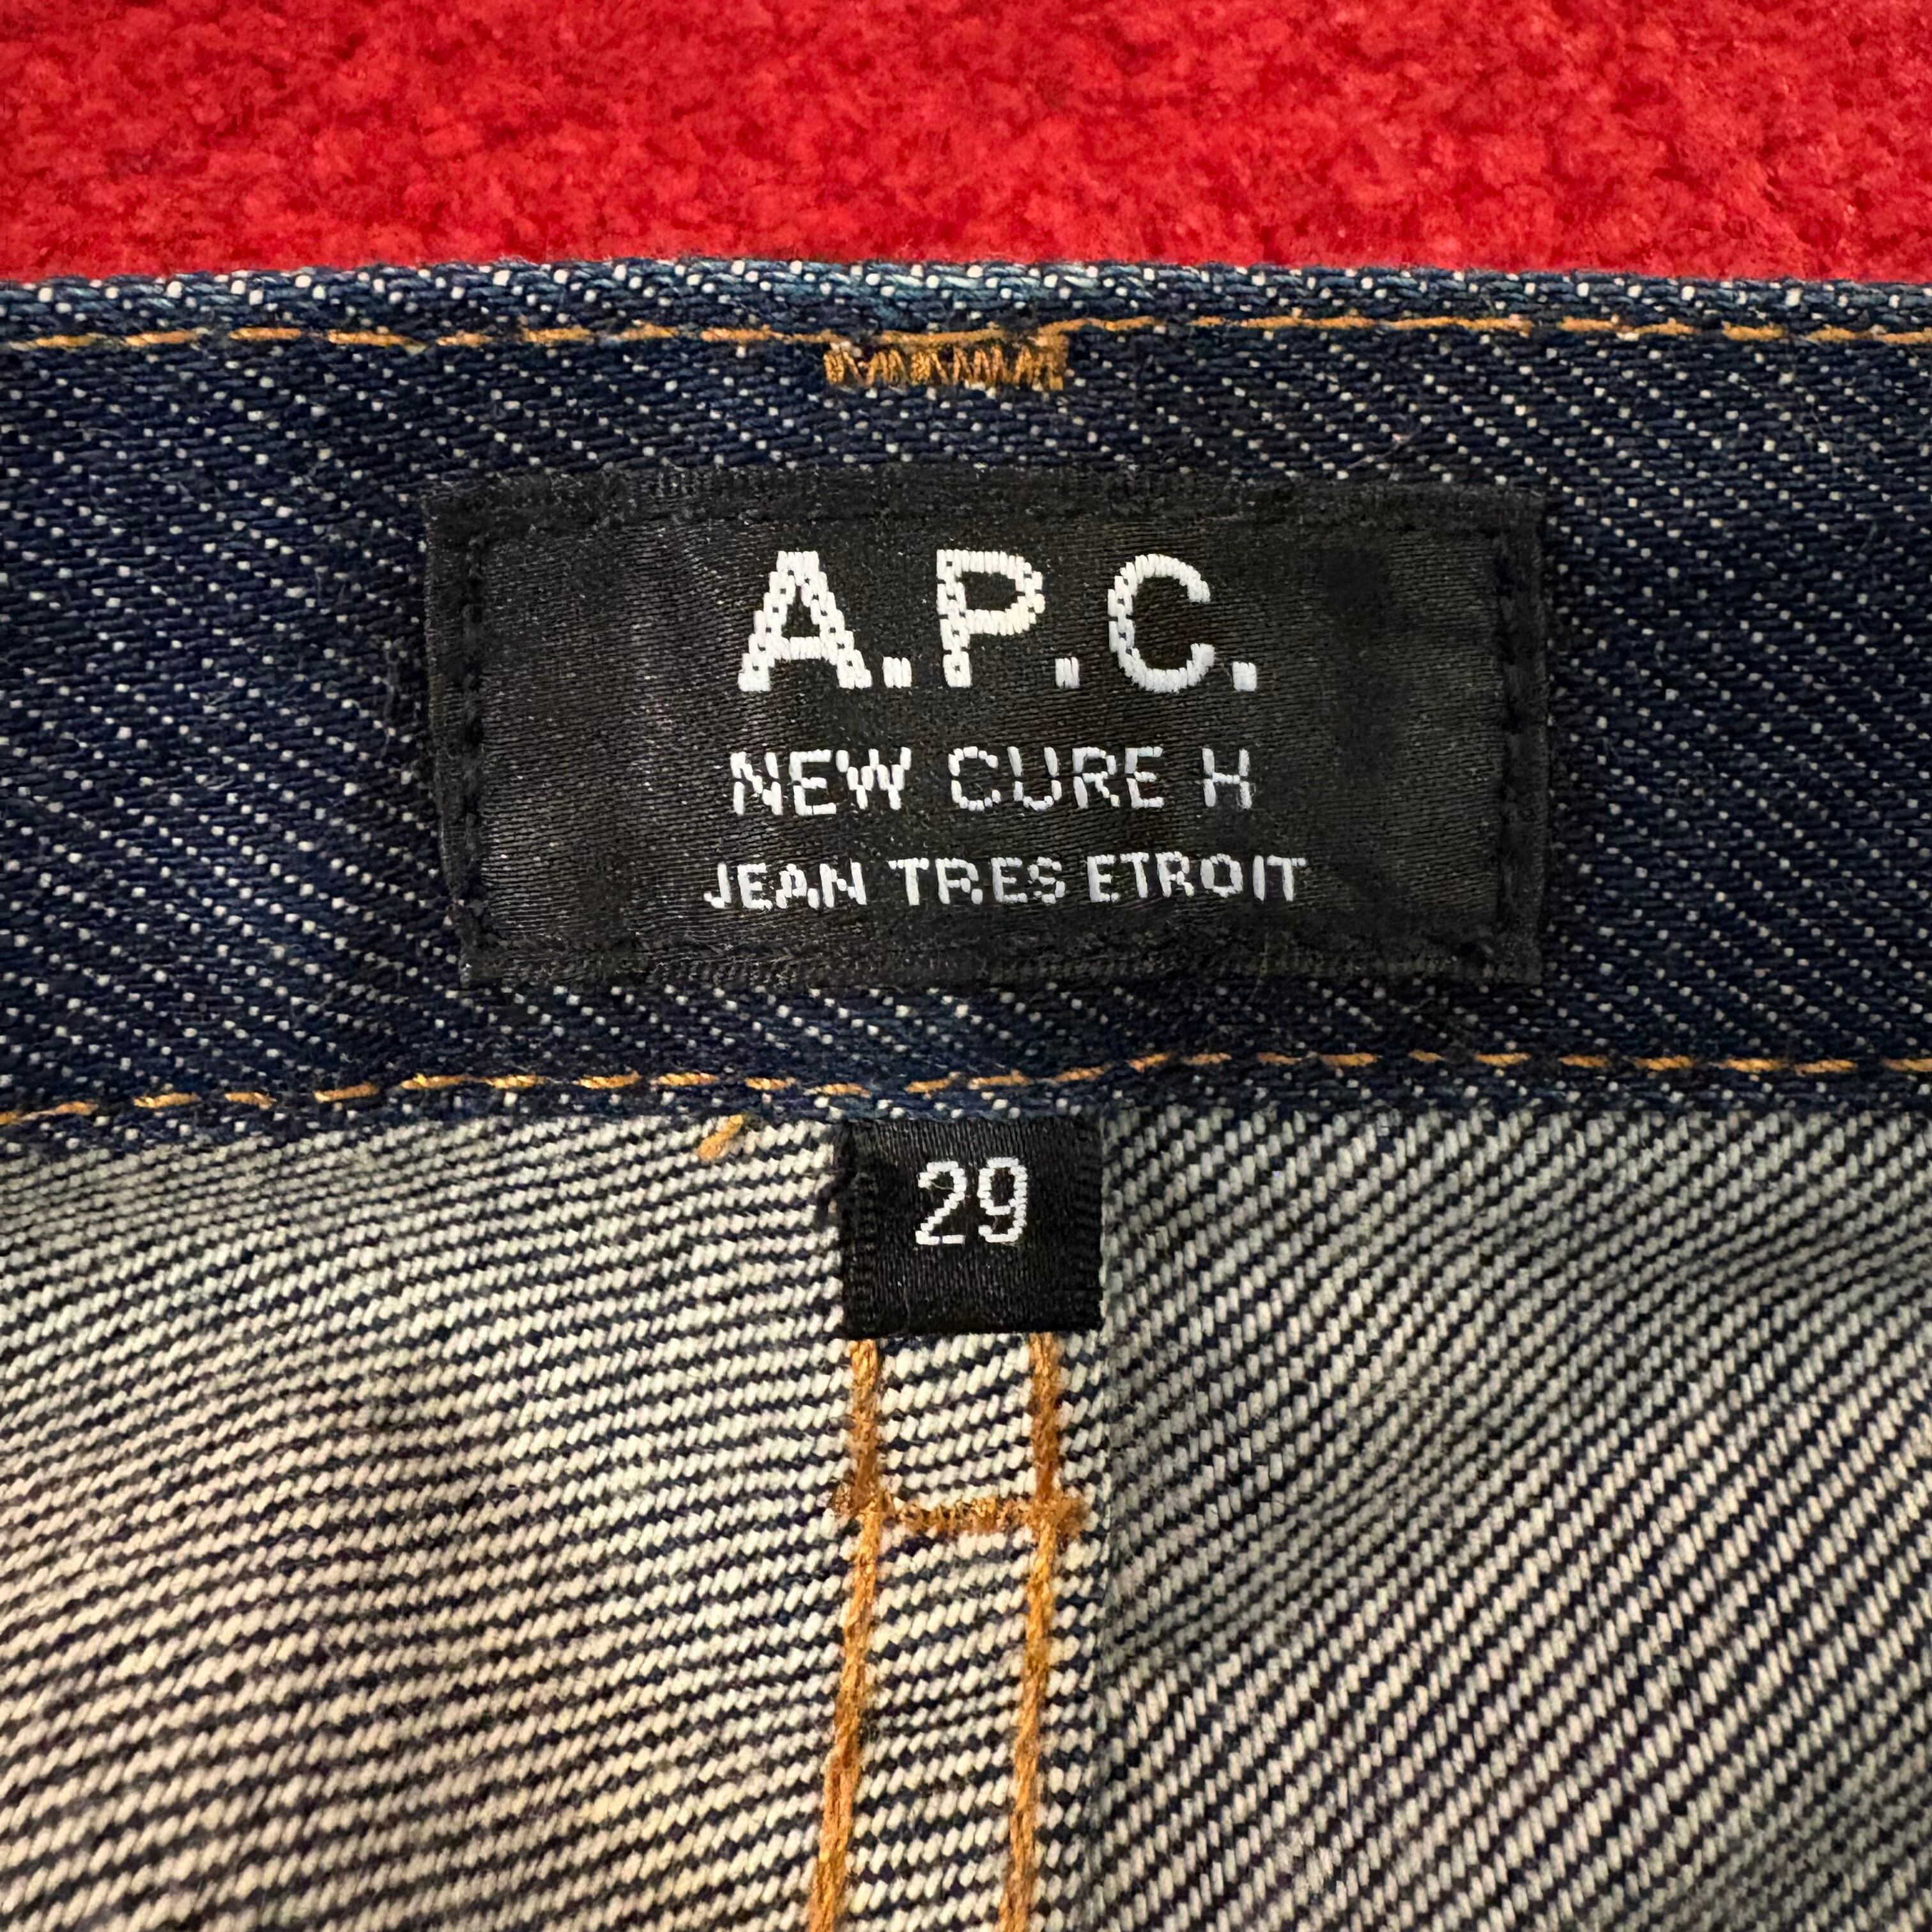 A.P.C.
NEW CURE H
JEAN TRES ETROIT
29